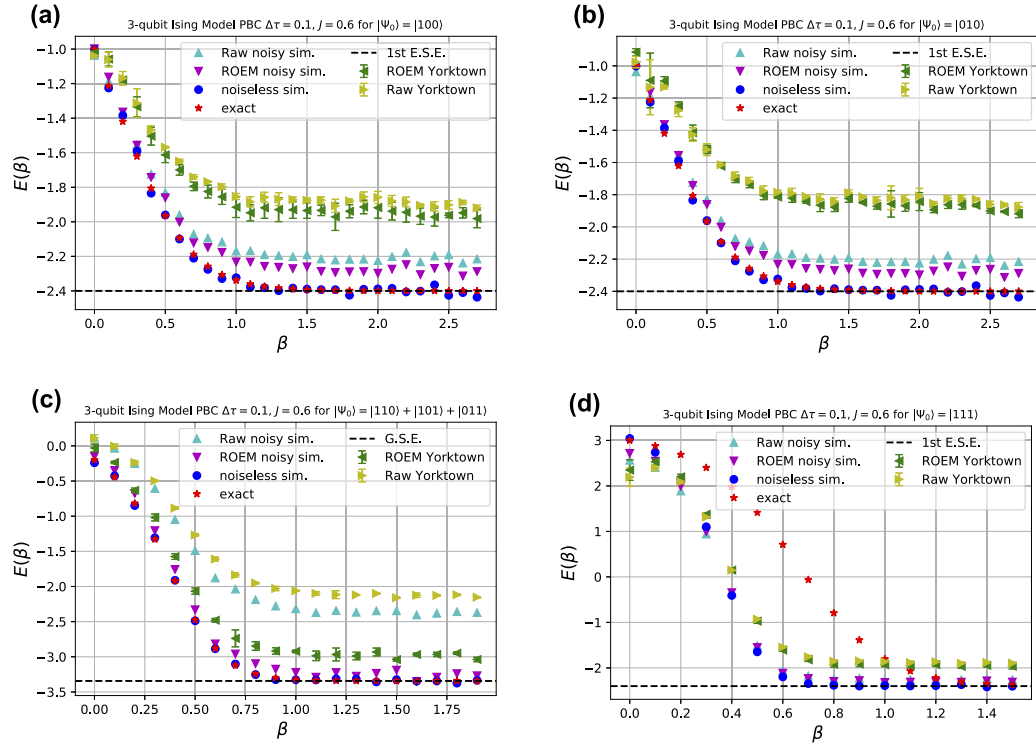 (a)
3-qubit Ising Model PBC Δτ = 0.1, J = 0.6 for |Ψ₀⟩ = |100⟩
Raw noisy sim.
ROEM noisy sim.
noiseless sim.
exact
1st E.S.E.
ROEM Yorktown
Raw Yorktown
−1.0
−1.2
−1.4
−1.6
−1.8
−2.0
−2.2
−2.4
E(β)
0.0 0.5 1.0 1.5 2.0 2.5
β
(b)
3-qubit Ising Model PBC Δτ = 0.1, J = 0.6 for |Ψ₀⟩ = |010⟩
Raw noisy sim.
ROEM noisy sim.
noiseless sim.
exact
1st E.S.E.
ROEM Yorktown
Raw Yorktown
−1.0
−1.2
−1.4
−1.6
−1.8
−2.0
−2.2
−2.4
E(β)
0.0 0.5 1.0 1.5 2.0 2.5
β
(c)
3-qubit Ising Model PBC Δτ = 0.1, J = 0.6 for |Ψ₀⟩ = |110⟩ + |101⟩ + |011⟩
Raw noisy sim.
ROEM noisy sim.
noiseless sim.
exact
G.S.E.
ROEM Yorktown
Raw Yorktown
0.0
−0.5
−1.0
−1.5
−2.0
−2.5
−3.0
−3.5
E(β)
0.00 0.25 0.50 0.75 1.00 1.25 1.50 1.75
β
(d)
3-qubit Ising Model PBC Δτ = 0.1, J = 0.6 for |Ψ₀⟩ = |111⟩
Raw noisy sim.
ROEM noisy sim.
noiseless sim.
exact
1st E.S.E.
ROEM Yorktown
Raw Yorktown
3
2
1
0
−1
−2
E(β)
0.0 0.2 0.4 0.6 0.8 1.0 1.2 1.4
β